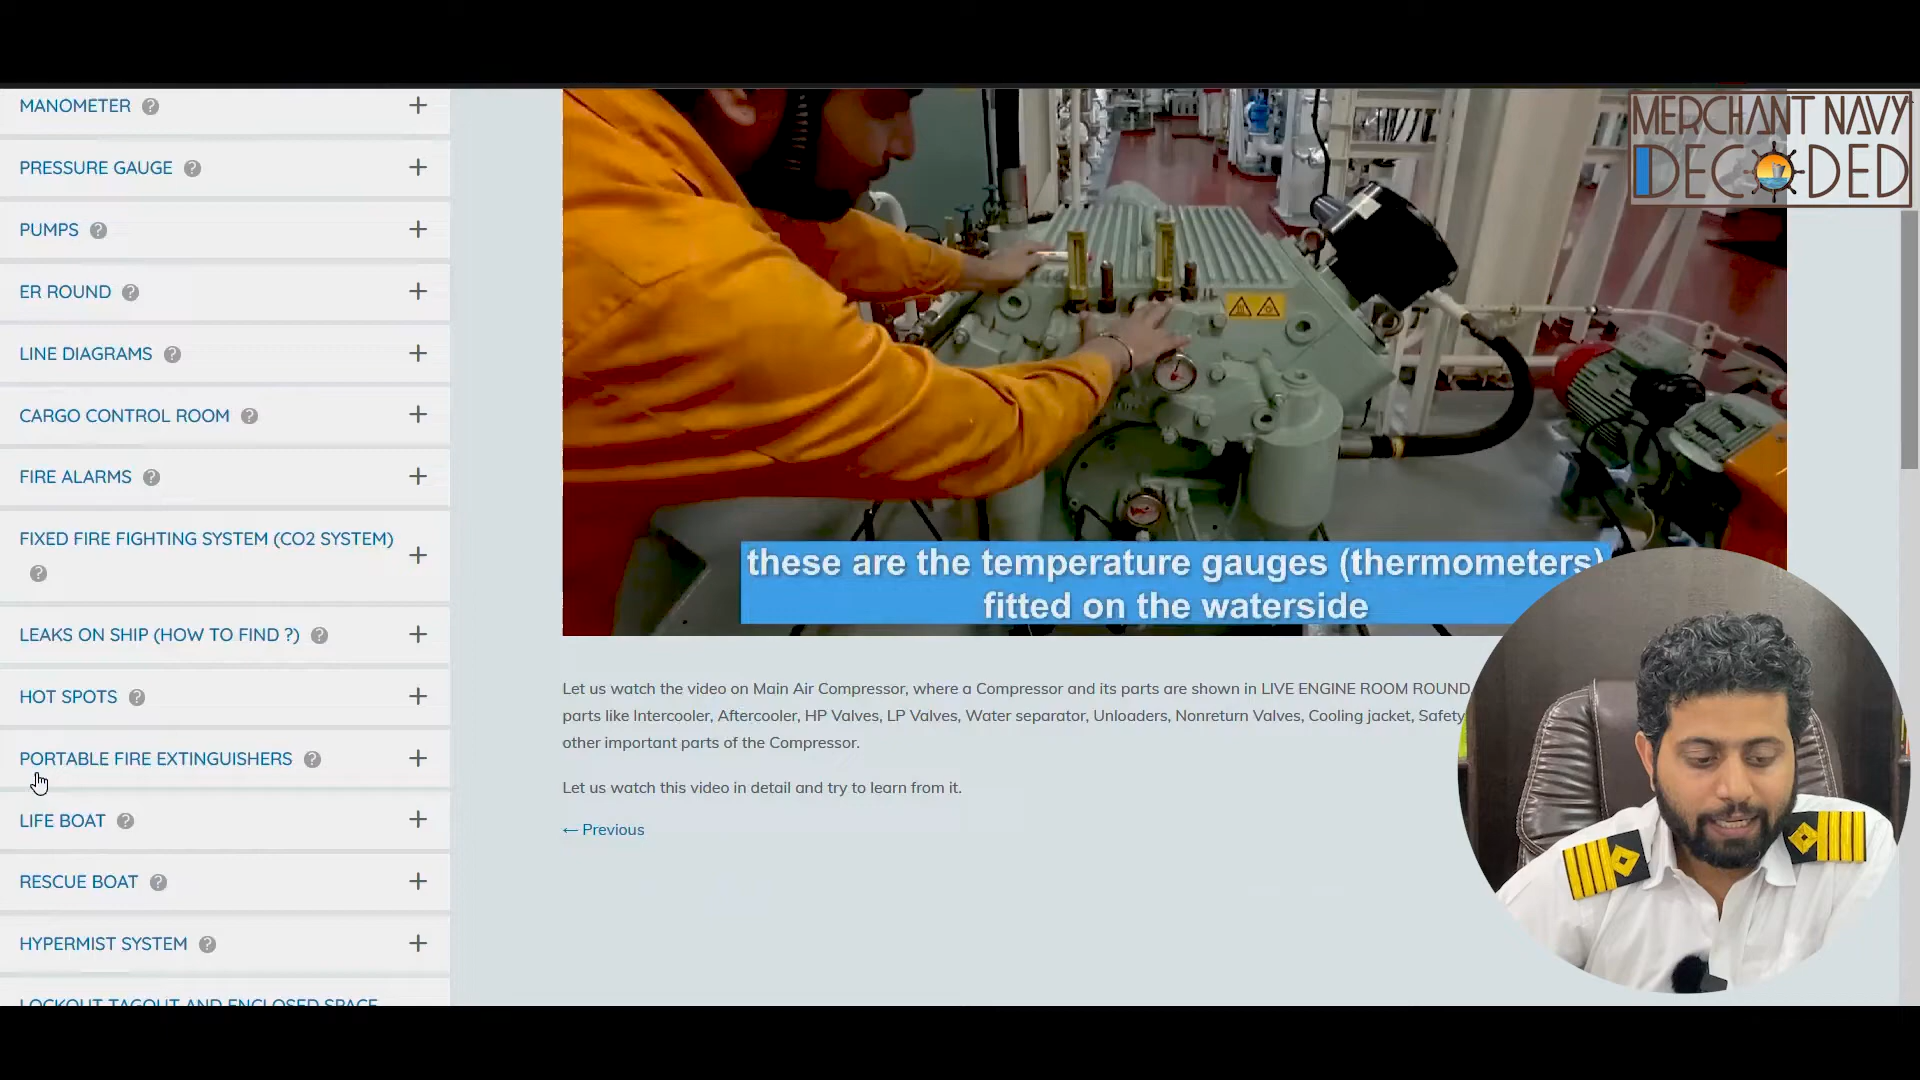 MERCHANT NAVY
DECODED
MANOMETER ?
PRESSURE GAUGE ?
PUMPS ?
ER ROUND ?
LINE DIAGRAMS ?
CARGO CONTROL ROOM ?
FIRE ALARMS ?
FIXED FIRE FIGHTING SYSTEM (CO2 SYSTEM)
?
LEAKS ON SHIP (HOW TO FIND ?) ?
HOT SPOTS ?
PORTABLE FIRE EXTINGUISHERS ?
LIFE BOAT ?
RESCUE BOAT ?
HYPERMIST SYSTEM ?
LOCKOUT TAGOUT AND ENCLOSED SPACE
these are the temperature gauges (thermometers)
fitted on the waterside
Let us watch the video on Main Air Compressor, where a Compressor and its parts are shown in LIVE ENGINE ROOM ROUND
parts like Intercooler, Aftercooler, HP Valves, LP Valves, Water separator, Unloaders, Nonreturn Valves, Cooling jacket, Safety
other important parts of the Compressor.
Let us watch this video in detail and try to learn from it.
← Previous